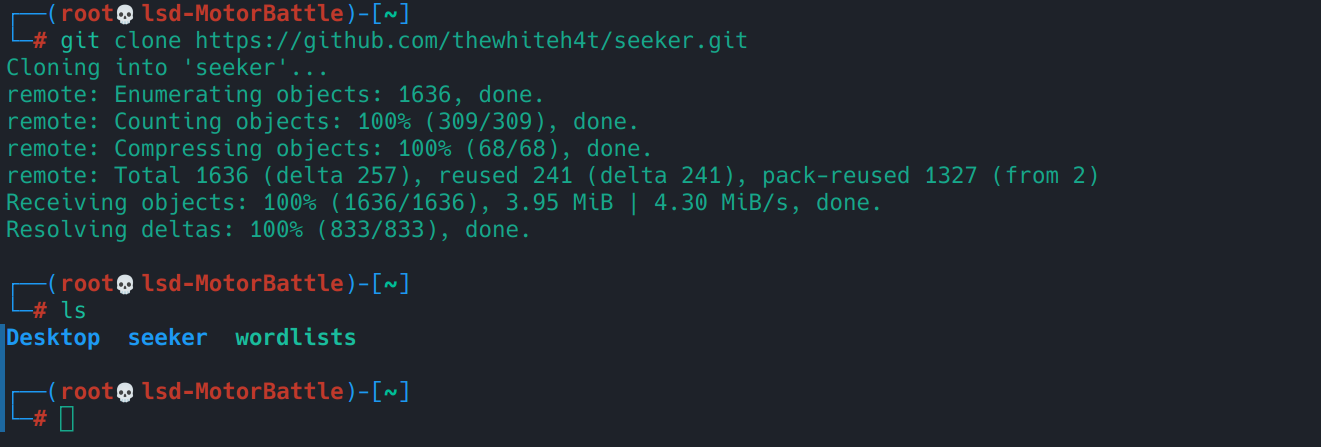 ┌──(root💀lsd-MotorBattle)-[~]
└─# git clone https://github.com/thewhiteh4t/seeker.git
Cloning into 'seeker'...
remote: Enumerating objects: 1636, done.
remote: Counting objects: 100% (309/309), done.
remote: Compressing objects: 100% (68/68), done.
remote: Total 1636 (delta 257), reused 241 (delta 241), pack-reused 1327 (from 2)
Receiving objects: 100% (1636/1636), 3.95 MiB | 4.30 MiB/s, done.
Resolving deltas: 100% (833/833), done.
┌──(root💀lsd-MotorBattle)-[~]
└─# ls
Desktop  seeker  wordlists
┌──(root💀lsd-MotorBattle)-[~]
└─#